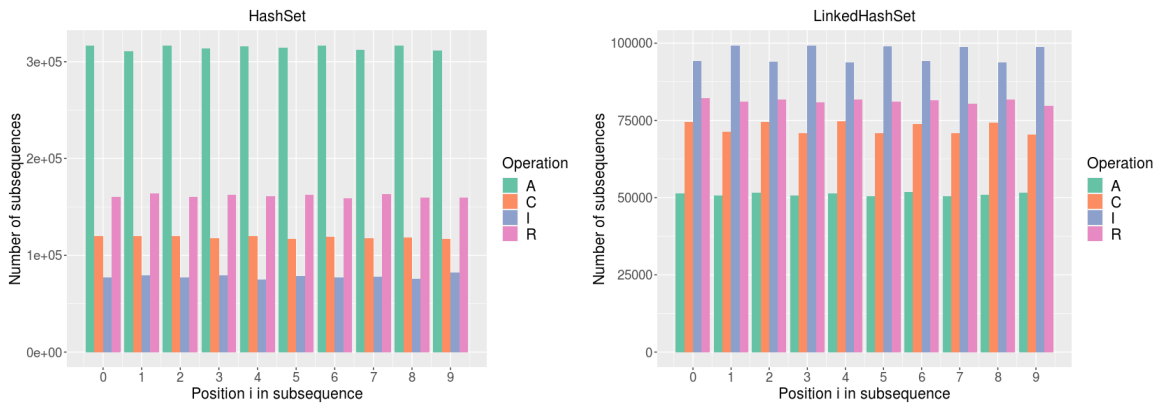 HashSet
Number of subsequences
3e+05
2e+05
1e+05
0e+00
0 1 2 3 4 5 6 7 8 9
Position i in subsequence
Operation
A
C
I
R
LinkedHashSet
Number of subsequences
100000
75000
50000
25000
0
0 1 2 3 4 5 6 7 8 9
Position i in subsequence
Operation
A
C
I
R